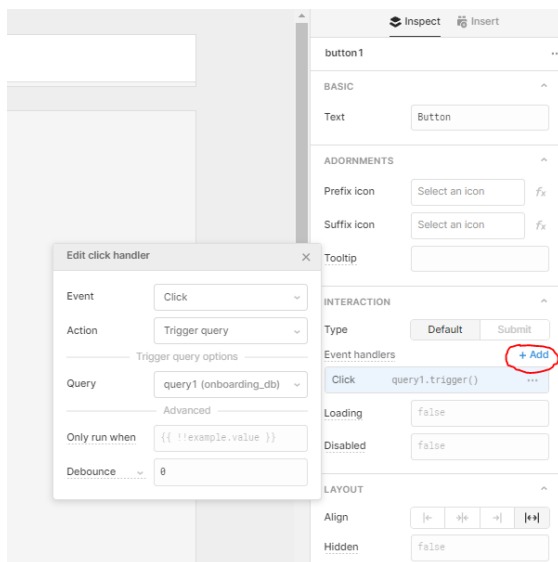 Inspect Insert
button1
BASIC
Text Button
ADORNMENTS
Prefix icon Select an icon fx
Suffix icon Select an icon fx
Tooltip
INTERACTION
Type Default Submit
Event handlers + Add
Click query1.trigger() ...
Loading false
Disabled false
LAYOUT
Align
Hidden false
Edit click handler
Event Click
Action Trigger query
Trigger query options
Query query1 (onboarding_db)
Advanced
Only run when {{ !!example.value }}
Debounce 0